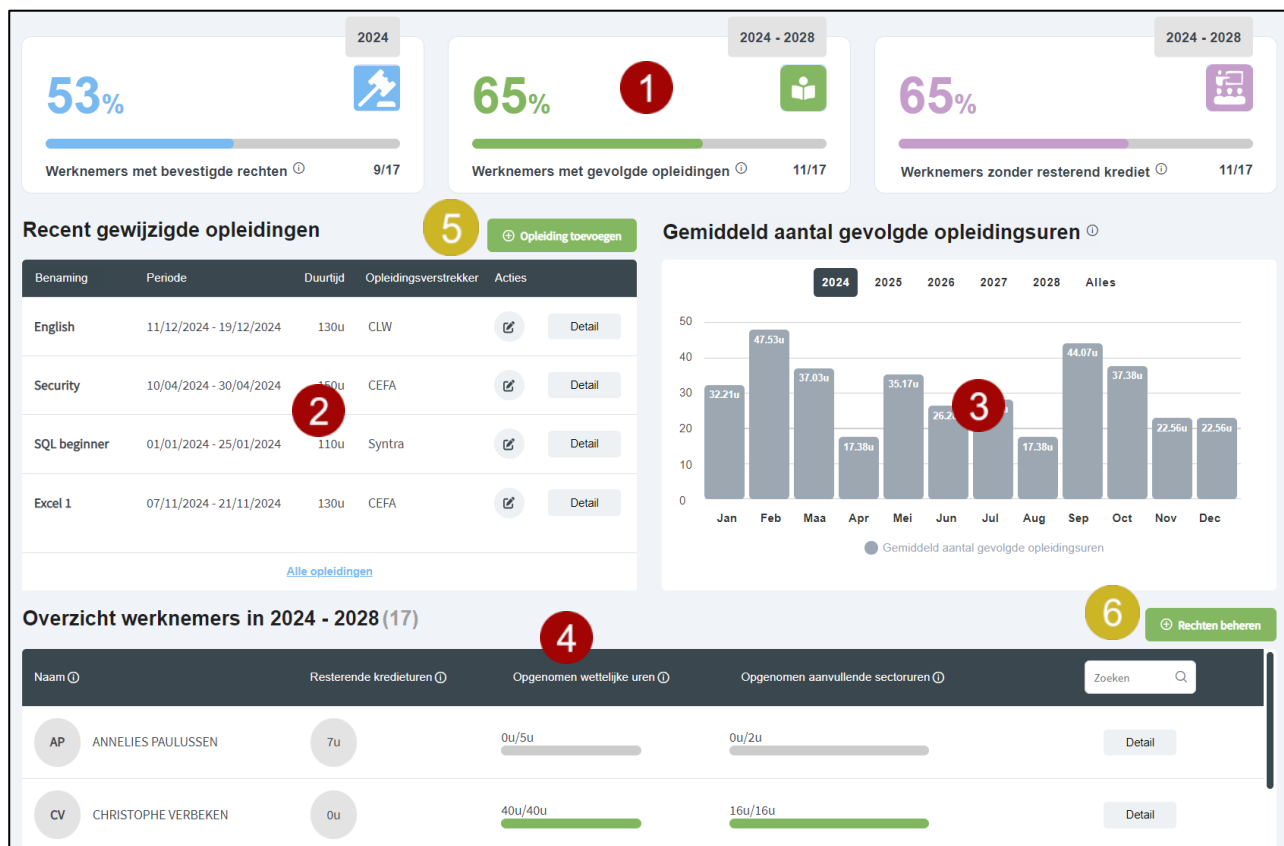 2024
53%
Werknemers met bevestigde rechten
9/17
2024 - 2028
65%
1
Werknemers met gevolgde opleidingen
11/17
2024 - 2028
65%
Werknemers zonder resterend krediet
11/17
Recent gewijzigde opleidingen
5
Opleiding toevoegen
Benaming Periode Duurtijd Opleidingsverstrekker Acties
English 11/12/2024 - 19/12/2024 130u CLW Detail
Security 10/04/2024 - 30/04/2024 CEFA Detail
2
SQL beginner 01/01/2024 - 25/01/2024 110u Syntra Detail
Excel 1 07/11/2024 - 21/11/2024 130u CEFA Detail
Alle opleidingen
Gemiddeld aantal gevolgde opleidingsuren
2024 2025 2026 2027 2028 Alles
50
40
30
20
10
0
32.21u
47.53u
37.03u
17.38u
35.17u
3
17.38u
44.07u
37.38u
22.56u
22.56u
Jan Feb Maa Apr Mei Jun Jul Aug Sep Oct Nov Dec
Gemiddeld aantal gevolgde opleidingsuren
Overzicht werknemers in 2024 - 2028 (17)
4
6
Rechten beheren
Naam Resterende kredieturen Opgenomen wettelijke uren Opgenomen aanvullende sectoruren Zoeken
AP ANNELIES PAULUSSEN 7u 0u/5u 0u/2u Detail
CV CHRISTOPHE VERBEKEN 0u 40u/40u 16u/16u Detail